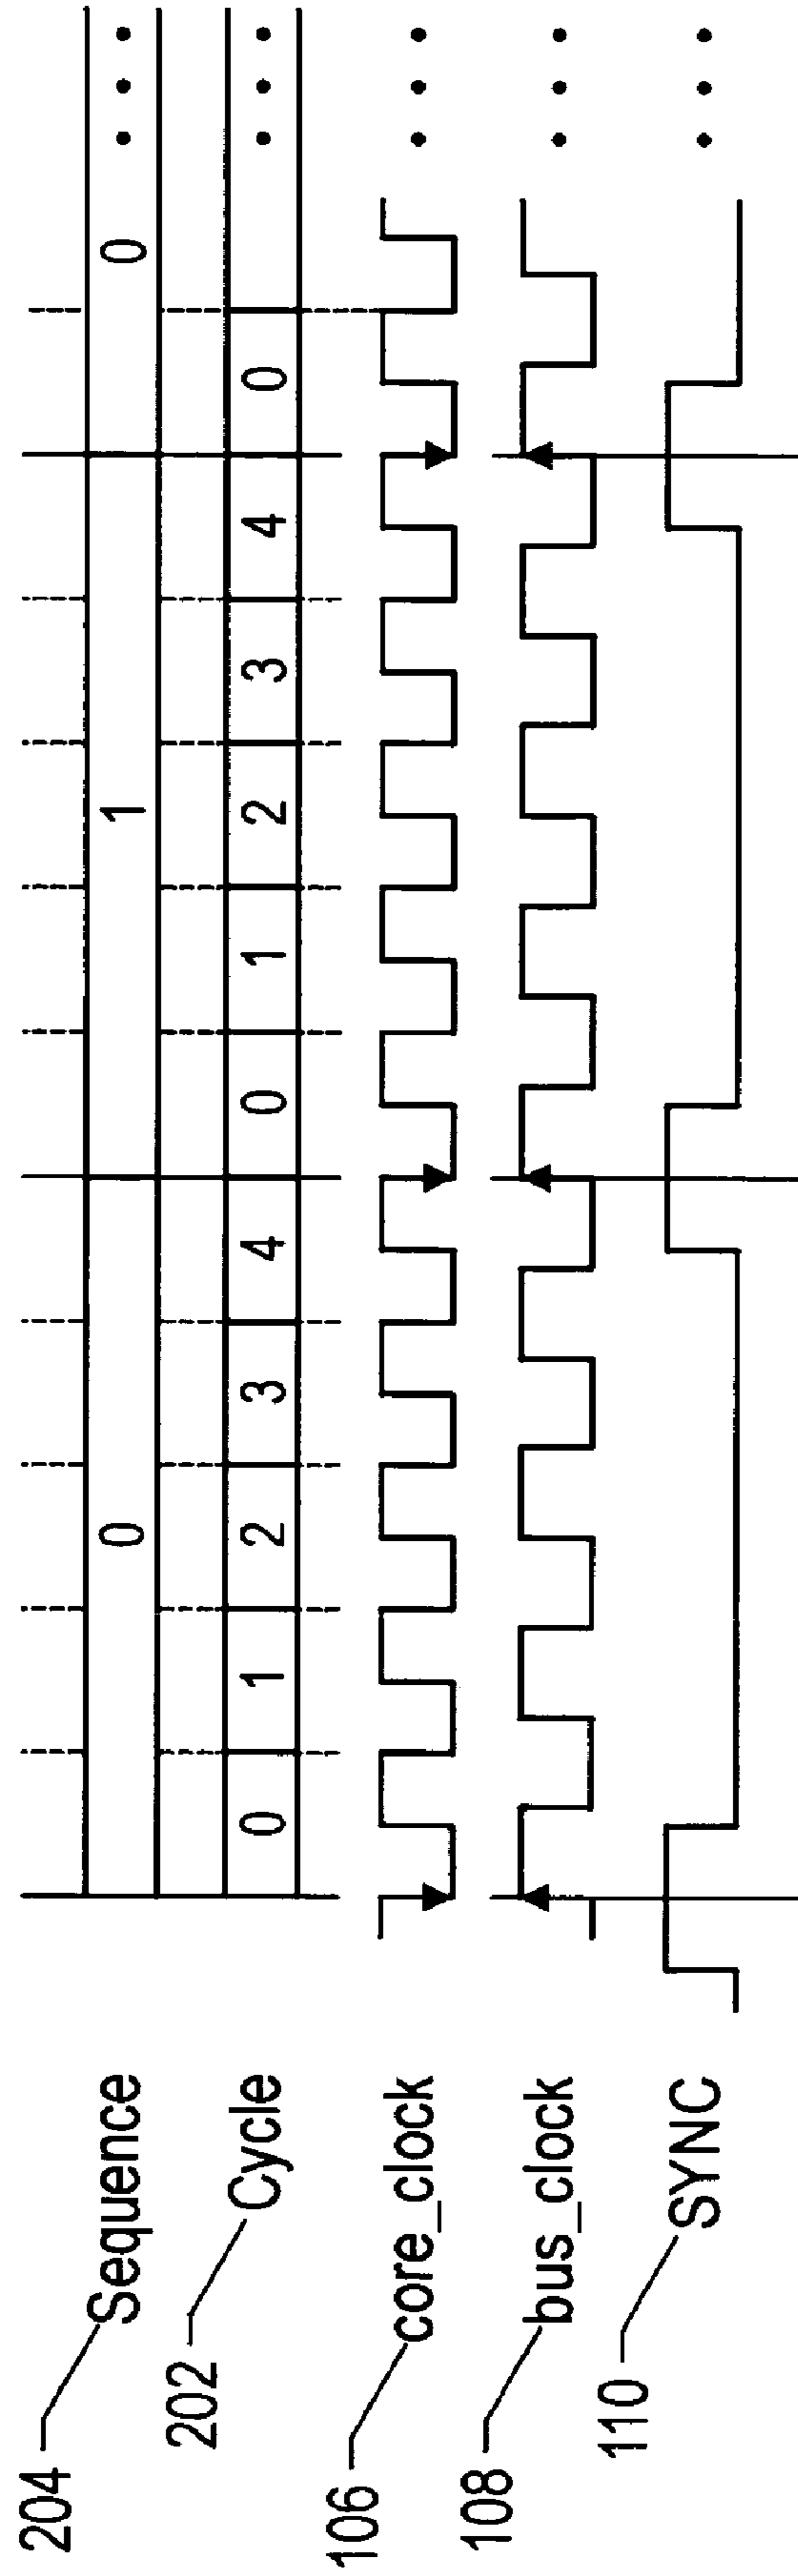 204 Sequence 0 1 0 • • •
202 Cycle 0 1 2 3 4 0 1 2 3 4 0 • • •
106 core_clock • • •
108 bus_clock • • •
110 SYNC • • •